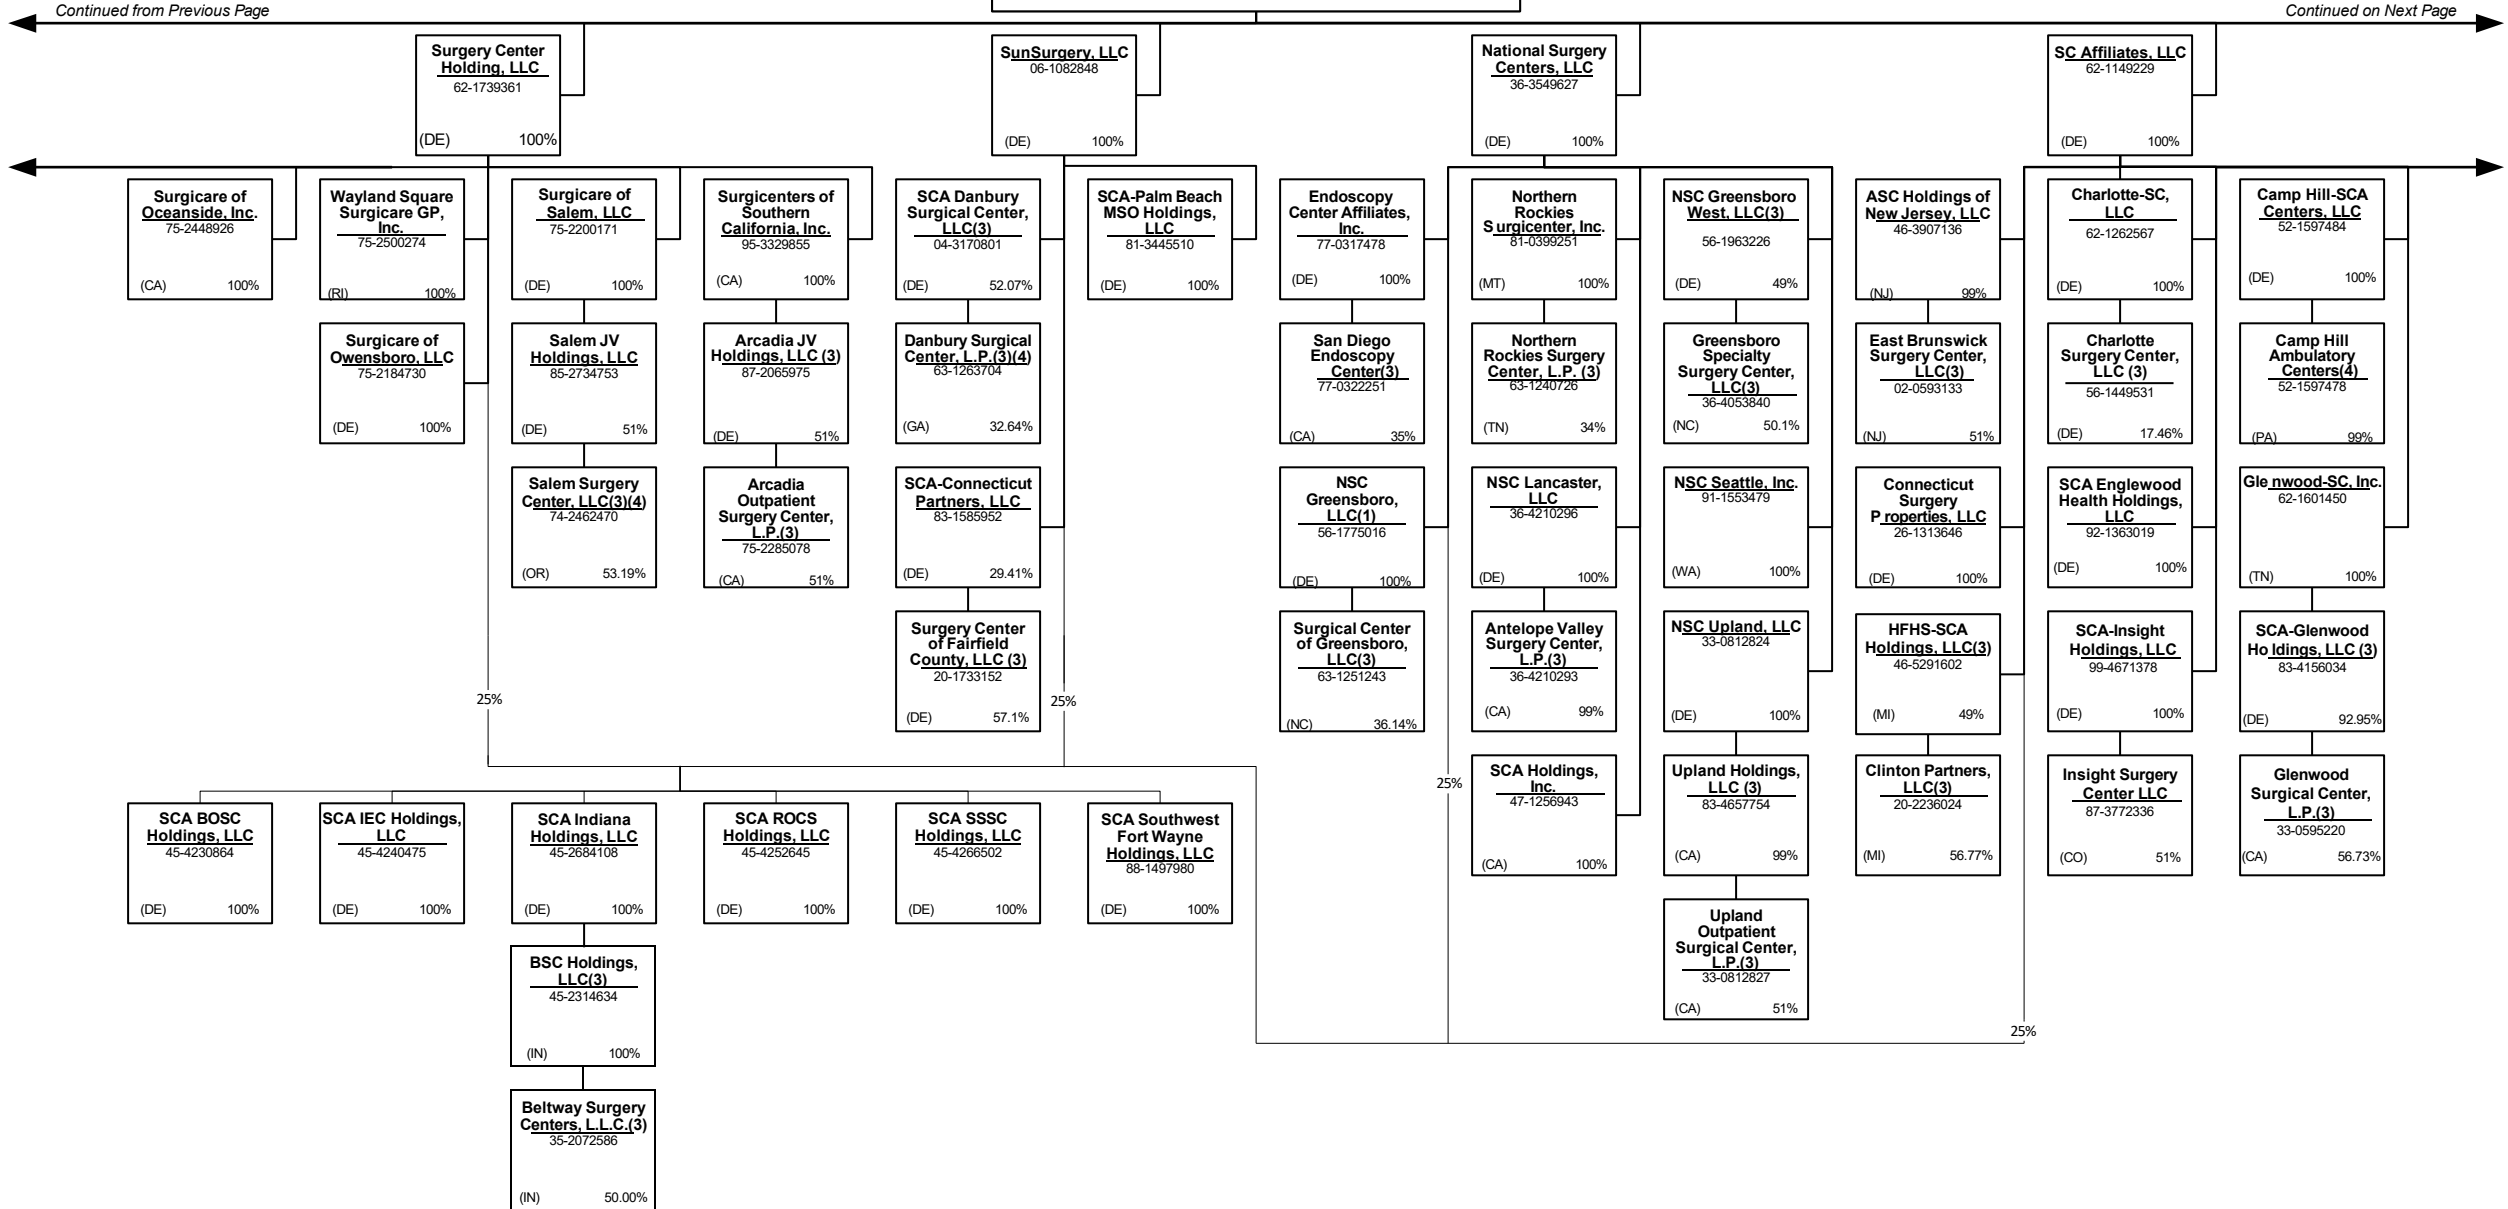 Continued from Previous Page
Continued on Next Page
Surgery Center
Holding, LLC
62-1739361
(DE) 100%
SunSurgery, LLC
06-1082848
(DE) 100%
National Surgery
Centers, LLC
36-3549627
(DE) 100%
SC Affiliates, LLC
62-1149229
(DE) 100%
Surgicare of
Oceanside, Inc.
75-2448926
(CA) 100%
Wayland Square
Surgicare GP,
Inc.
75-2500274
(RI) 100%
Surgicare of
Salem, LLC
75-2200171
(DE) 100%
Surgicenters of
Southern
California, Inc.
95-3329855
(CA) 100%
SCA Danbury
Surgical Center,
LLC(3)
04-3170801
(DE) 52.07%
SCA-Palm Beach
MSO Holdings,
LLC
81-3445510
(DE) 100%
Endoscopy
Center Affiliates,
Inc.
77-0317478
(DE) 100%
Northern
Rockies
Surgicenter, Inc.
81-0399251
(MT) 100%
NSC Greensboro
West, LLC(3)
56-1963226
(DE) 49%
ASC Holdings of
New Jersey, LLC
46-3907136
(NJ) 99%
Charlotte-SC,
LLC
62-1262567
(DE) 100%
Camp Hill-SCA
Centers, LLC
52-1597484
(DE) 100%
Surgicare of
Owensboro, LLC
75-2184730
(DE) 100%
Salem JV
Holdings, LLC
85-2734753
(DE) 51%
Arcadia JV
Holdings, LLC (3)
87-2065975
(DE) 51%
Danbury Surgical
Center, L.P.(3)(4)
63-1263704
(GA) 32.64%
San Diego
Endoscopy
Center(3)
77-0322251
(CA) 35%
Northern
Rockies Surgery
Center, L.P. (3)
63-1240726
(TN) 34%
Greensboro
Specialty
Surgery Center,
LLC(3)
36-4053840
(NC) 50.1%
East Brunswick
Surgery Center,
LLC(3)
02-0593133
(NJ) 51%
Charlotte
Surgery Center,
LLC (3)
56-1449531
(DE) 17.46%
Camp Hill
Ambulatory
Centers(4)
52-1597478
(PA) 99%
Salem Surgery
Center, LLC(3)(4)
74-2462470
(OR) 53.19%
Arcadia
Outpatient
Surgery Center,
L.P.(3)
75-2285078
(CA) 51%
SCA-Connecticut
Partners, LLC
83-1585952
(DE) 29.41%
NSC
Greensboro,
LLC(1)
56-1775016
(DE) 100%
NSC Lancaster,
LLC
36-4210296
(DE) 100%
NSC Seattle, Inc.
91-1553479
(WA) 100%
Connecticut
Surgery
Properties, LLC
26-1313646
(DE) 100%
SCA Englewood
Health Holdings,
LLC
92-1363019
(DE) 100%
Glenwood-SC, Inc.
62-1601450
(TN) 100%
Surgery Center
of Fairfield
County, LLC (3)
20-1733152
(DE) 57.1%
Surgical Center
of Greensboro,
LLC(3)
63-1251243
(NC) 36.14%
Antelope Valley
Surgery Center,
L.P.(3)
36-4210293
(CA) 99%
NSC Upland, LLC
33-0812824
(DE) 100%
HFHS-SCA
Holdings, LLC(3)
46-5291602
(MI) 49%
SCA-Insight
Holdings, LLC
99-4671378
(DE) 100%
SCA-Glenwood
Holdings, LLC (3)
83-4156034
(DE) 92.95%
25%
25%
25%
SCA Holdings,
Inc.
47-1256943
(CA) 100%
Upland Holdings,
LLC (3)
83-4657754
(CA) 99%
Clinton Partners,
LLC(3)
20-2236024
(MI) 56.77%
Insight Surgery
Center LLC
87-3772336
(CO) 51%
Glenwood
Surgical Center,
L.P.(3)
33-0595220
(CA) 56.73%
SCA BOSC
Holdings, LLC
45-4230864
(DE) 100%
SCA IEC Holdings,
LLC
45-4240475
(DE) 100%
SCA Indiana
Holdings, LLC
45-2684108
(DE) 100%
SCA ROCS
Holdings, LLC
45-4252645
(DE) 100%
SCA SSSC
Holdings, LLC
45-4266502
(DE) 100%
SCA Southwest
Fort Wayne
Holdings, LLC
88-1497980
(DE) 100%
Upland
Outpatient
Surgical Center,
L.P.(3)
33-0812827
(CA) 51%
25%
BSC Holdings,
LLC(3)
45-2314634
(IN) 100%
Beltway Surgery
Centers, L.L.C.(3)
35-2072586
(IN) 50.00%